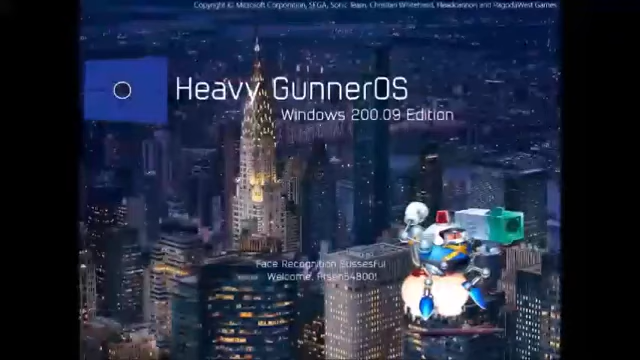 Copyright © Microsoft Corporation, SEGA, Sonic Team, Christian Whitehead, Headcannon and PagodaWest Games
Heavy GunnerOS
Windows 200.09 Edition
Face Recognition Sussesful
Welcome,